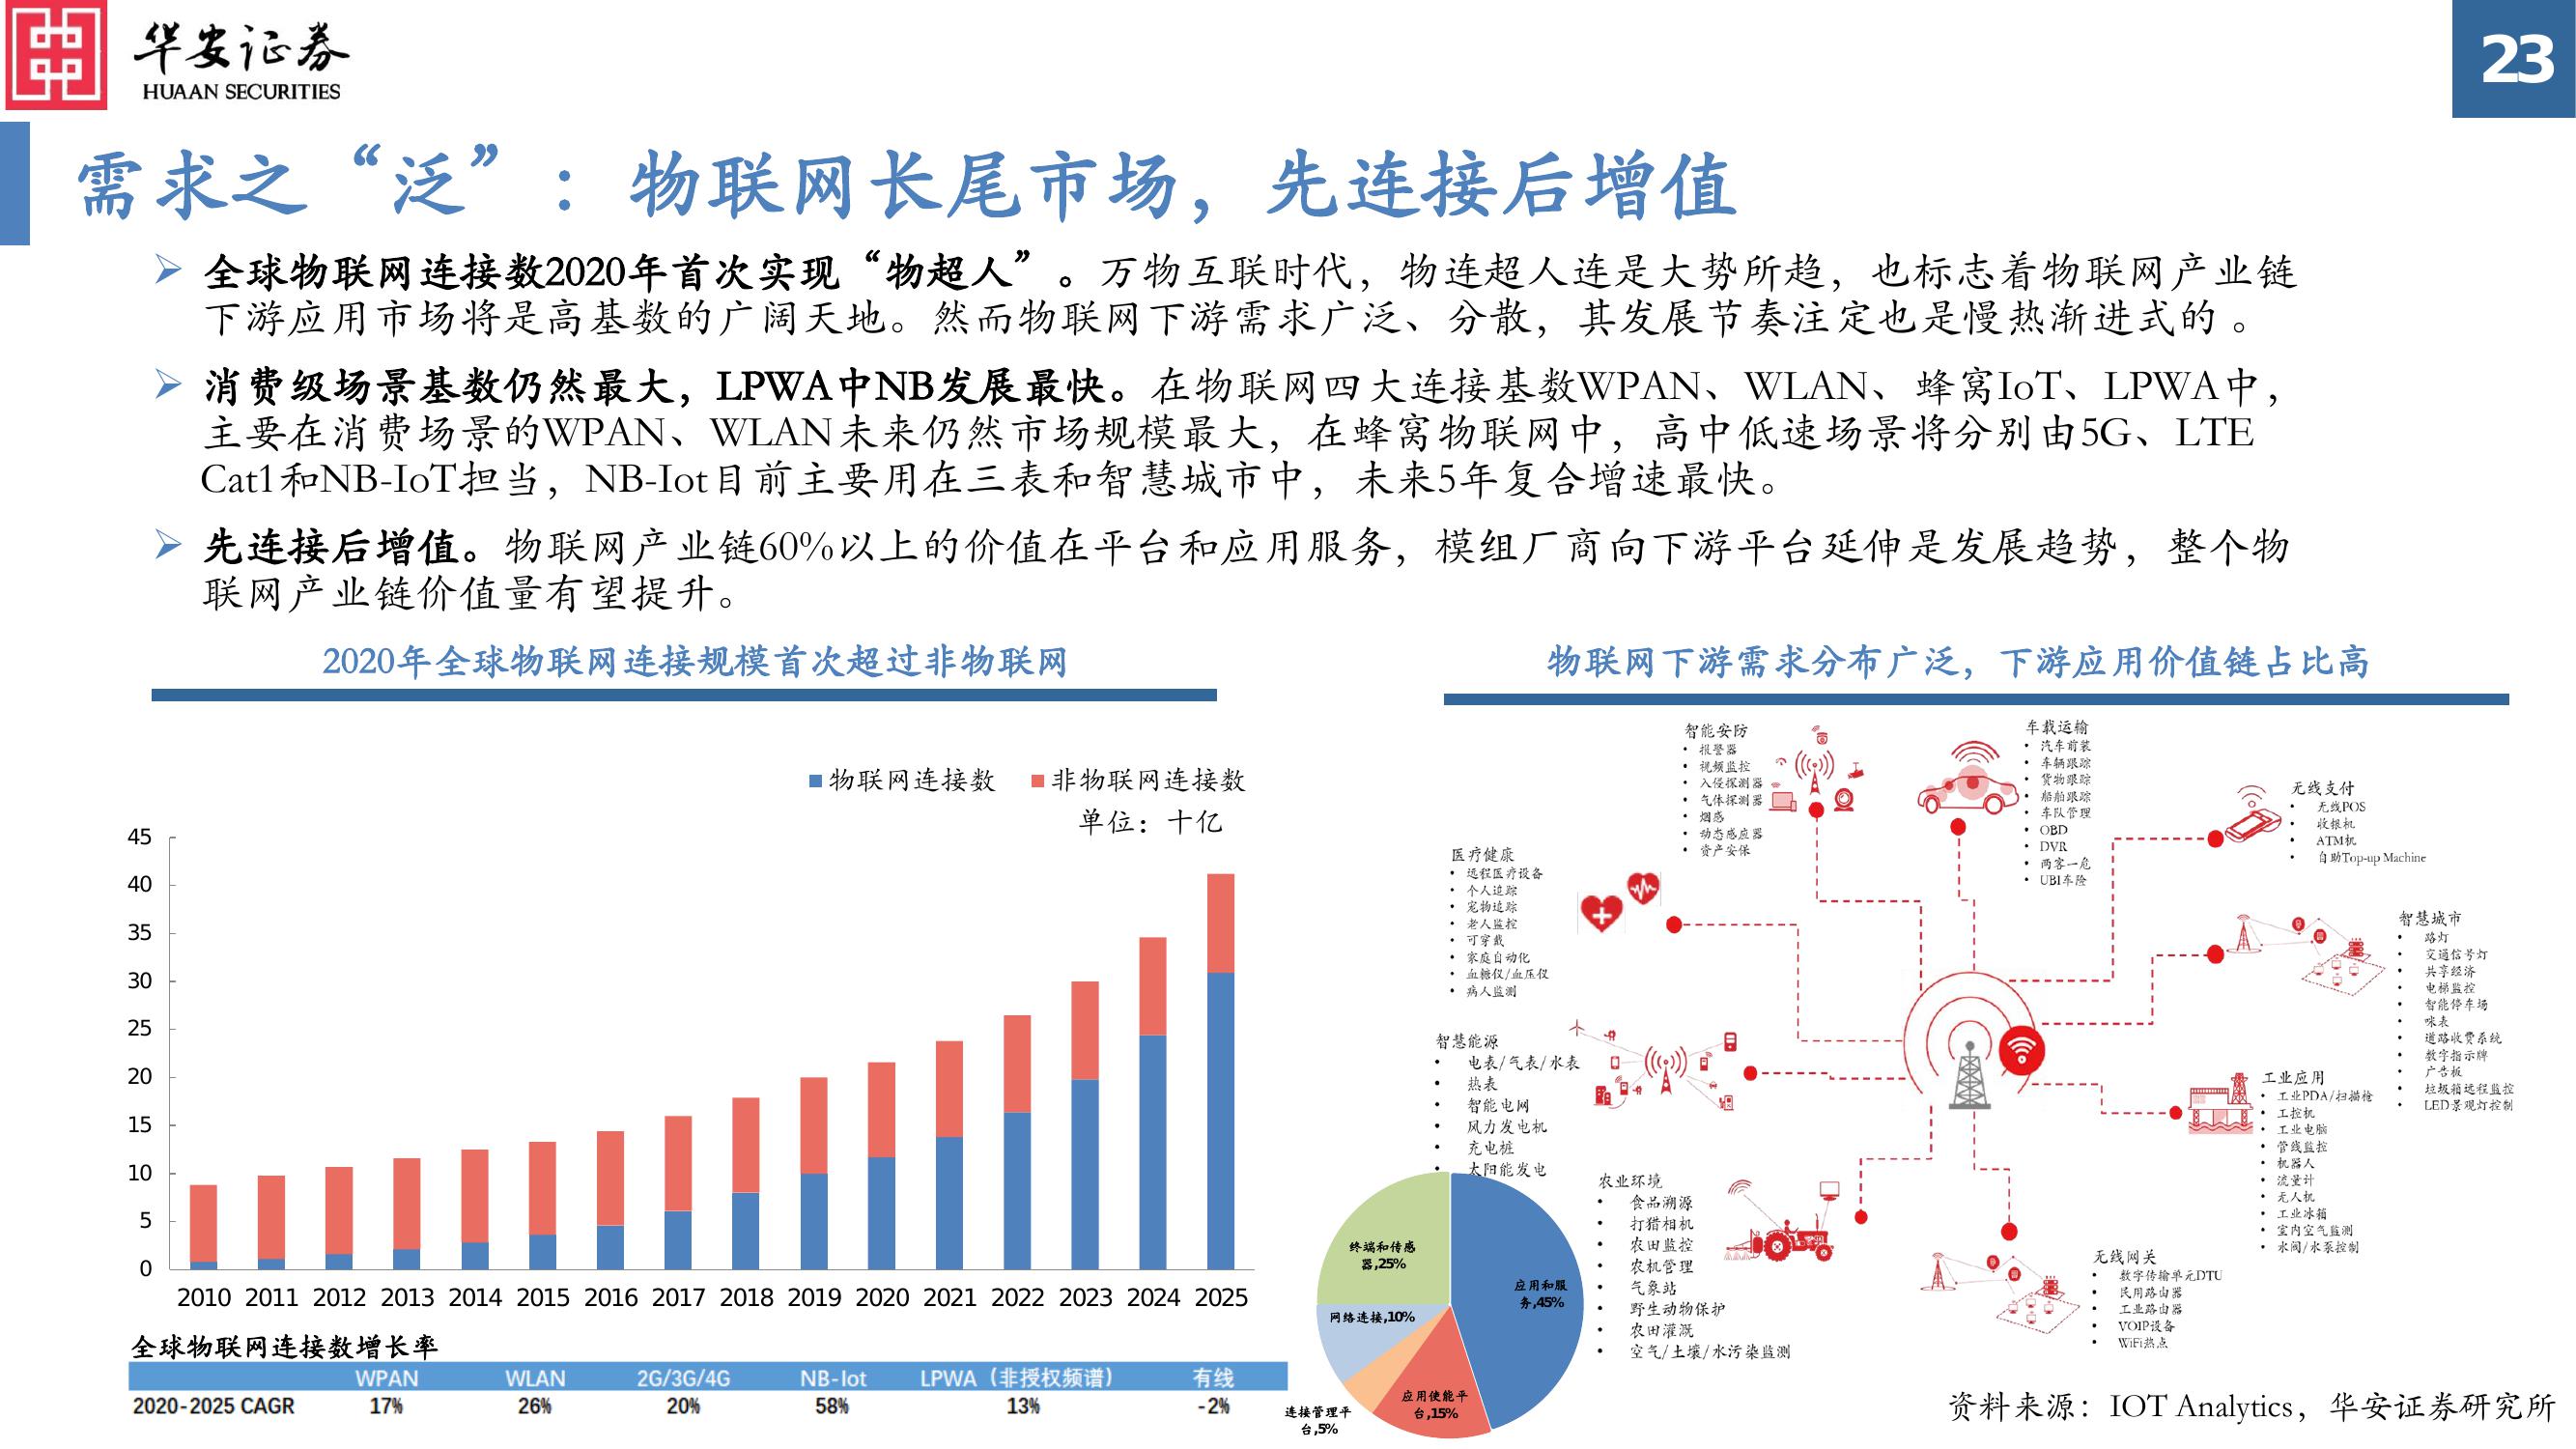 华安证券
HUAAN SECURITIES
23
需求之“泛”：物联网长尾市场，先连接后增值
全球物联网连接数2020年首次实现“物超人”。万物互联时代，物连超人连是大势所趋，也标志着物联网产业链
下游应用市场将是高基数的广阔天地。然而物联网下游需求广泛、分散，其发展节奏注定也是慢热渐进式的 。
消费级场景基数仍然最大，LPWA中NB发展最快。在物联网四大连接基数WPAN、WLAN、蜂窝IoT、LPWA中，
主要在消费场景的WPAN、WLAN未来仍然市场规模最大，在蜂窝物联网中，高中低速场景将分别由5G、LTE
Cat1和NB-IoT担当，NB-Iot目前主要用在三表和智慧城市中，未来5年复合增速最快。
先连接后增值。物联网产业链60%以上的价值在平台和应用服务，模组厂商向下游平台延伸是发展趋势，整个物
联网产业链价值量有望提升。
2020年全球物联网连接规模首次超过非物联网
物联网连接数 非物联网连接数
单位：十亿
45
40
35
30
25
20
15
10
5
0
2010 2011 2012 2013 2014 2015 2016 2017 2018 2019 2020 2021 2022 2023 2024 2025
全球物联网连接数增长率
WPAN WLAN 2G/3G/4G NB-Iot LPWA（非授权频谱） 有线
2020-2025 CAGR 17% 26% 20% 58% 13% -2%
物联网下游需求分布广泛，下游应用价值链占比高
智能安防
• 报警器
• 视频监控
• 入侵探测器
• 气体探测器
• 烟感
• 动态感应器
• 资产安保
车载运输
• 汽车前装
• 车辆跟踪
• 货物跟踪
• 船舶跟踪
• 车队管理
• OBD
• DVR
• 两客一危
• UBI车险
无线支付
• 无线POS
• 收银机
• ATM机
• 自助Top-up Machine
医疗健康
• 远程医疗设备
• 个人追踪
• 宠物追踪
• 老人监控
• 可穿戴
• 家庭自动化
• 血糖仪/血压仪
• 病人监测
智慧城市
• 路灯
• 交通信号灯
• 共享经济
• 电梯监控
• 智能停车场
• 咪表
• 道路收费系统
• 数字指示牌
• 广告板
• 垃圾箱远程监控
• LED景观灯控制
智慧能源
• 电表/气表/水表
• 热表
• 智能电网
• 风力发电机
• 充电桩
• 太阳能发电
工业应用
• 工业PDA/扫描枪
• 工控机
• 工业电脑
• 管线监控
• 机器人
• 流量计
• 无人机
• 工业冰箱
• 室内空气监测
• 水阀/水泵控制
农业环境
• 食品溯源
• 打猎相机
• 农田监控
• 农机管理
• 气象站
• 野生动物保护
• 农田灌溉
• 空气/土壤/水污染监测
无线网关
• 数字传输单元DTU
• 民用路由器
• 工业路由器
• VOIP设备
• WiFi热点
终端和传感
器,25%
应用和服
务,45%
网络连接,10%
应用使能平
台,15%
连接管理平
台,5%
资料来源：IOT Analytics，华安证券研究所